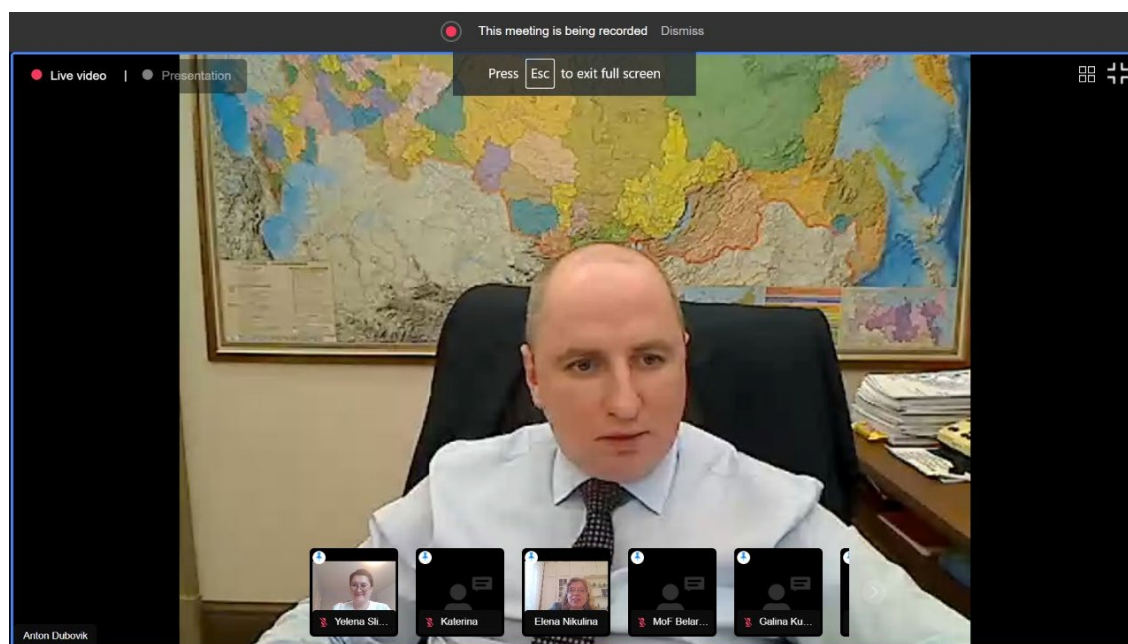 This meeting is being recorded Dismiss
Live video | Presentation
Press Esc to exit full screen
Yelena Sli...
Katerina
Elena Nikulina
MoF Belar...
Galina Ku...
Anton Dubovik